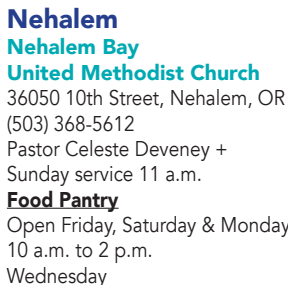 Nehalem
Nehalem Bay
United Methodist Church
36050 10th Street, Nehalem, OR
(503) 368-5612
Pastor Celeste Deveney +
Sunday service 11 a.m.
Food Pantry
Open Friday, Saturday & Monday
10 a.m. to 2 p.m.
Wednesday